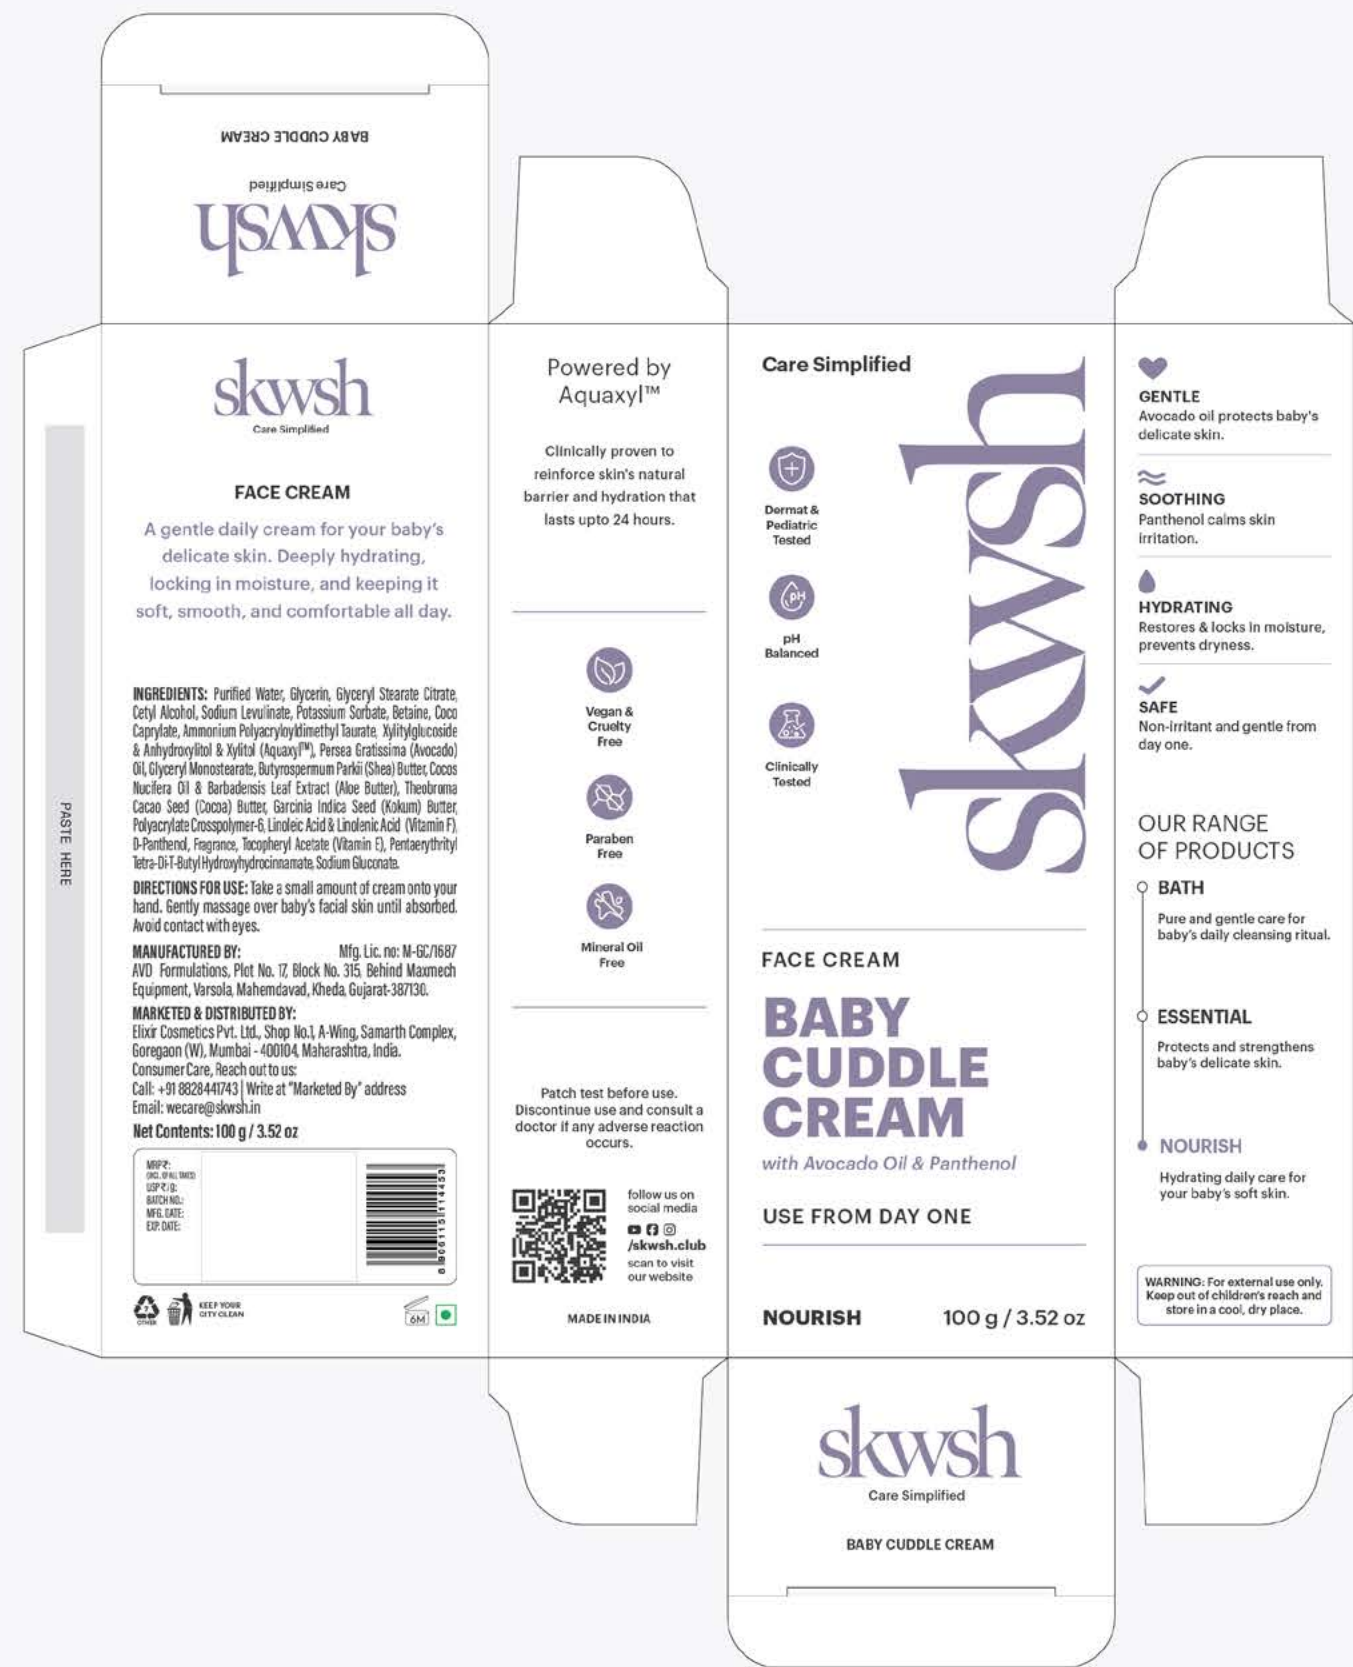 BABY CUDDLE CREAM
Care Simplified
skwsh
PASTE HERE
skwsh
Care Simplified
FACE CREAM
A gentle daily cream for your baby's
delicate skin. Deeply hydrating,
locking in moisture, and keeping it
soft, smooth, and comfortable all day.
INGREDIENTS: Purified Water, Glycerin, Glyceryl Stearate Citrate,
Cetyl Alcohol, Sodium Levulinate, Potassium Sorbate, Betaine, Coco
Caprylate, Ammonium Polyacryloyldimethyl Taurate, Xylitylglucoside
& Anhydroxylitol & Xylitol (Aquaxyl™), Persea Gratissima (Avocado)
Oil, Glyceryl Monostearate, Butyrospermum Parkii (Shea) Butter, Cocos
Nucifera Oil & Barbadensis Leaf Extract (Aloe Butter), Theobroma
Cacao Seed (Cocoa) Butter, Garcinia Indica Seed (Kokum) Butter,
Polyacrylate Crosspolymer-6, Linoleic Acid & Linolenic Acid (Vitamin F),
D-Panthenol, Fragrance, Tocopheryl Acetate (Vitamin E), Pentaerythrityl
Tetra-Di-T-Butyl Hydroxyhydrocinnamate, Sodium Gluconate.
DIRECTIONS FOR USE: Take a small amount of cream onto your
hand. Gently massage over baby's facial skin until absorbed.
Avoid contact with eyes.
MANUFACTURED BY: Mfg. Lic. no: M-GC/1687
AVD Formulations, Plot No. 17, Block No. 315, Behind Maxmech
Equipment, Varsola, Mahemdavad, Kheda, Gujarat-387130.
MARKETED & DISTRIBUTED BY:
Elixir Cosmetics Pvt. Ltd., Shop No.1, A-Wing, Samarth Complex,
Goregaon (W), Mumbai - 400104, Maharashtra, India.
Consumer Care, Reach out to us:
Call: +91 8828441743 | Write at "Marketed By" address
Email: wecare@skwsh.in
Net Contents: 100 g / 3.52 oz
MRP ₹:
(INCL. OF ALL TAXES)
USP ₹/g:
BATCH NO.:
MFG. DATE:
EXP. DATE:
8 906115 114453
7
OTHER
KEEP YOUR
CITY CLEAN
6M
Powered by
Aquaxyl™
Clinically proven to
reinforce skin's natural
barrier and hydration that
lasts upto 24 hours.
Vegan &
Cruelty
Free
Paraben
Free
Mineral Oil
Free
Patch test before use.
Discontinue use and consult a
doctor if any adverse reaction
occurs.
follow us on
social media
/skwsh.club
scan to visit
our website
MADE IN INDIA
Care Simplified
skwsh
Dermat &
Pediatric
Tested
pH
pH
Balanced
Clinically
Tested
FACE CREAM
BABY
CUDDLE
CREAM
with Avocado Oil & Panthenol
USE FROM DAY ONE
NOURISH 100 g / 3.52 oz
GENTLE
Avocado oil protects baby's
delicate skin.
SOOTHING
Panthenol calms skin
irritation.
HYDRATING
Restores & locks in moisture,
prevents dryness.
SAFE
Non-irritant and gentle from
day one.
OUR RANGE
OF PRODUCTS
BATH
Pure and gentle care for
baby's daily cleansing ritual.
ESSENTIAL
Protects and strengthens
baby's delicate skin.
NOURISH
Hydrating daily care for
your baby's soft skin.
WARNING: For external use only.
Keep out of children's reach and
store in a cool, dry place.
skwsh
Care Simplified
BABY CUDDLE CREAM